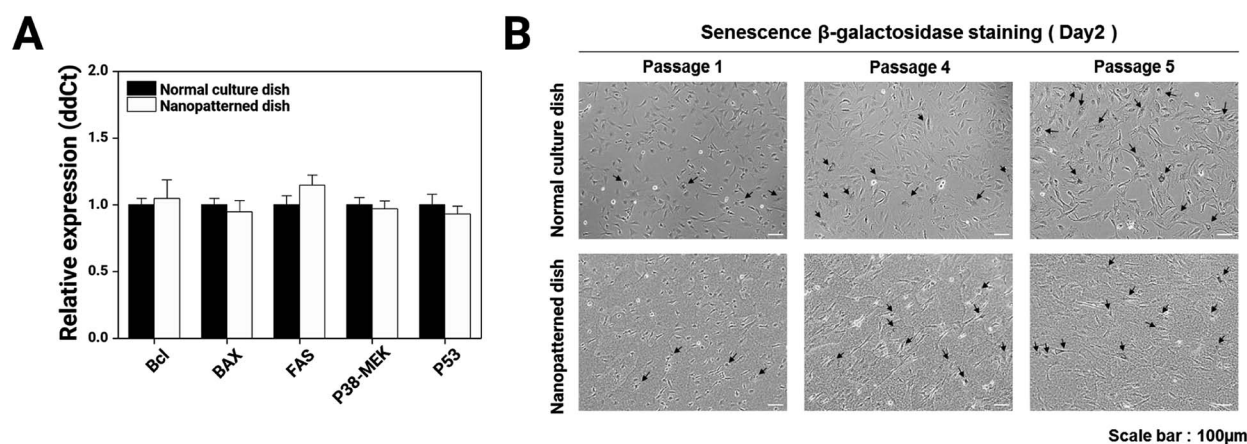 A
Relative expression (ddCt)
2.0
1.5
1.0
0.5
0.0
Normal culture dish
Nanopatterned dish
Bcl
BAX
FAS
P38-MEK
P53
B
Senescence β-galactosidase staining ( Day2 )
Passage 1
Passage 4
Passage 5
Normal culture dish
Nanopatterned dish
Scale bar : 100μm